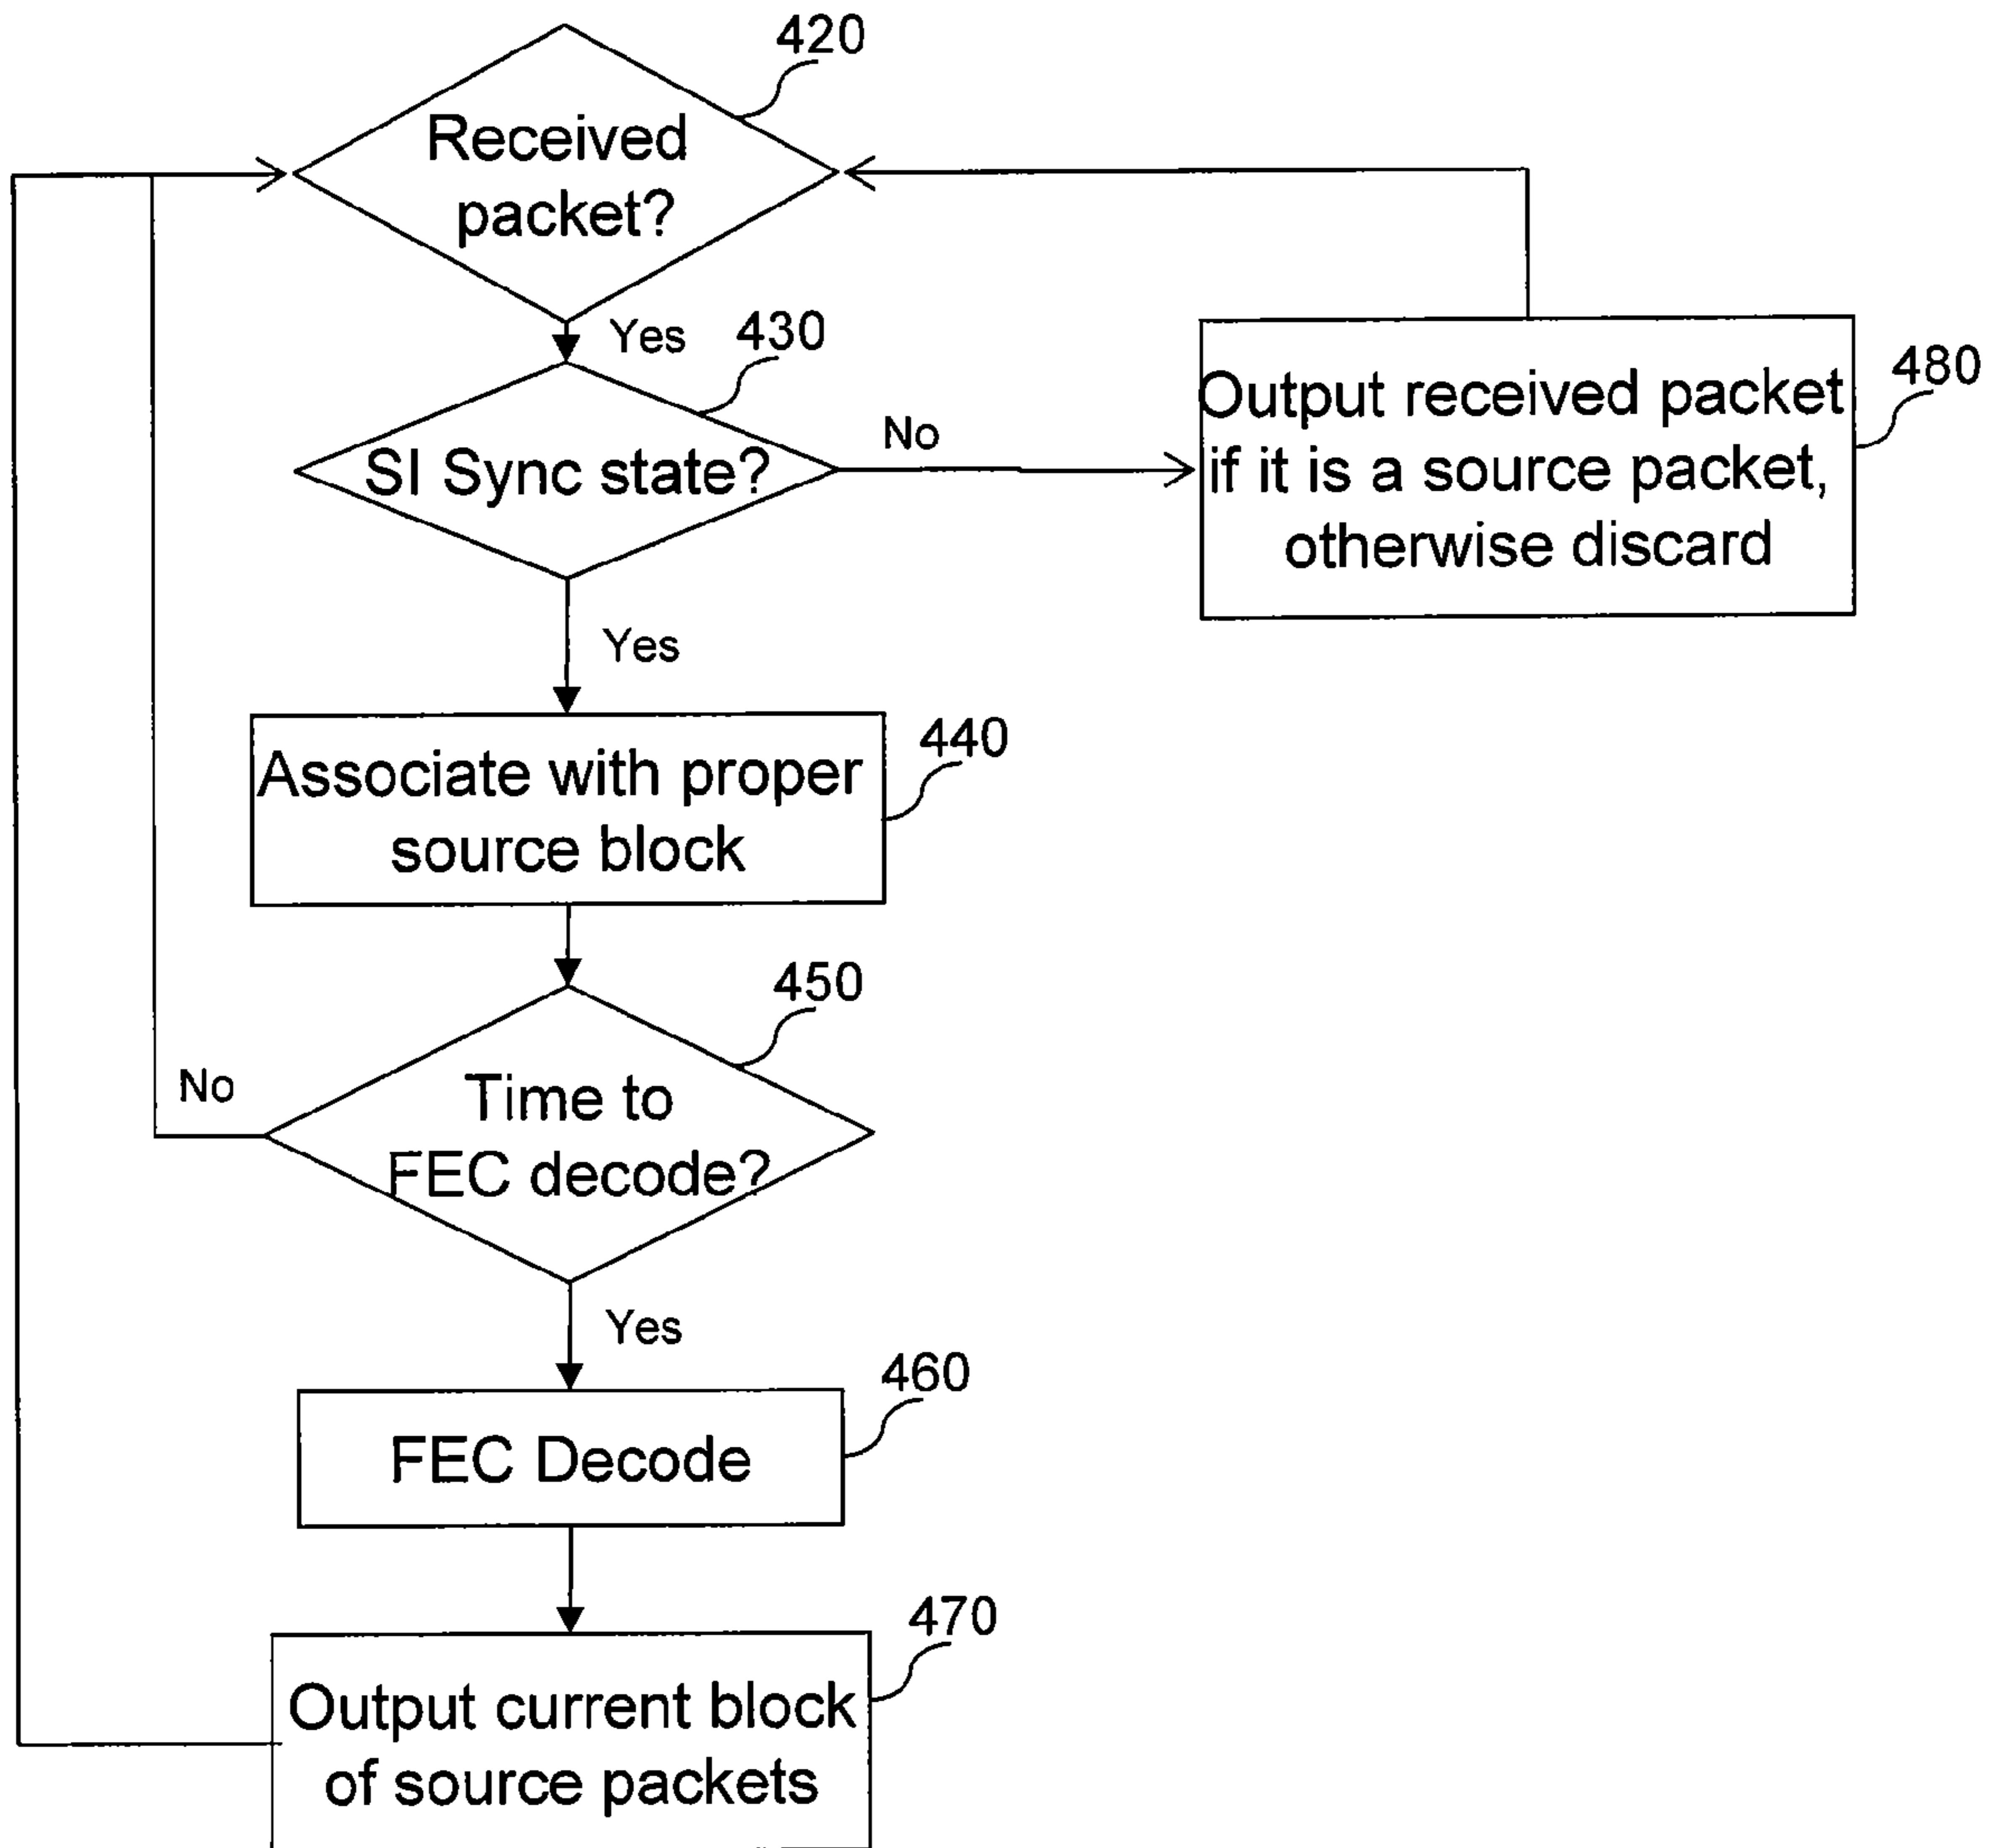 420
Received
packet?
Yes
430
SI Sync state?
No
480
Output received packet
if it is a source packet,
otherwise discard
Yes
440
Associate with proper
source block
450
Time to
FEC decode?
No
Yes
460
FEC Decode
470
Output current block
of source packets